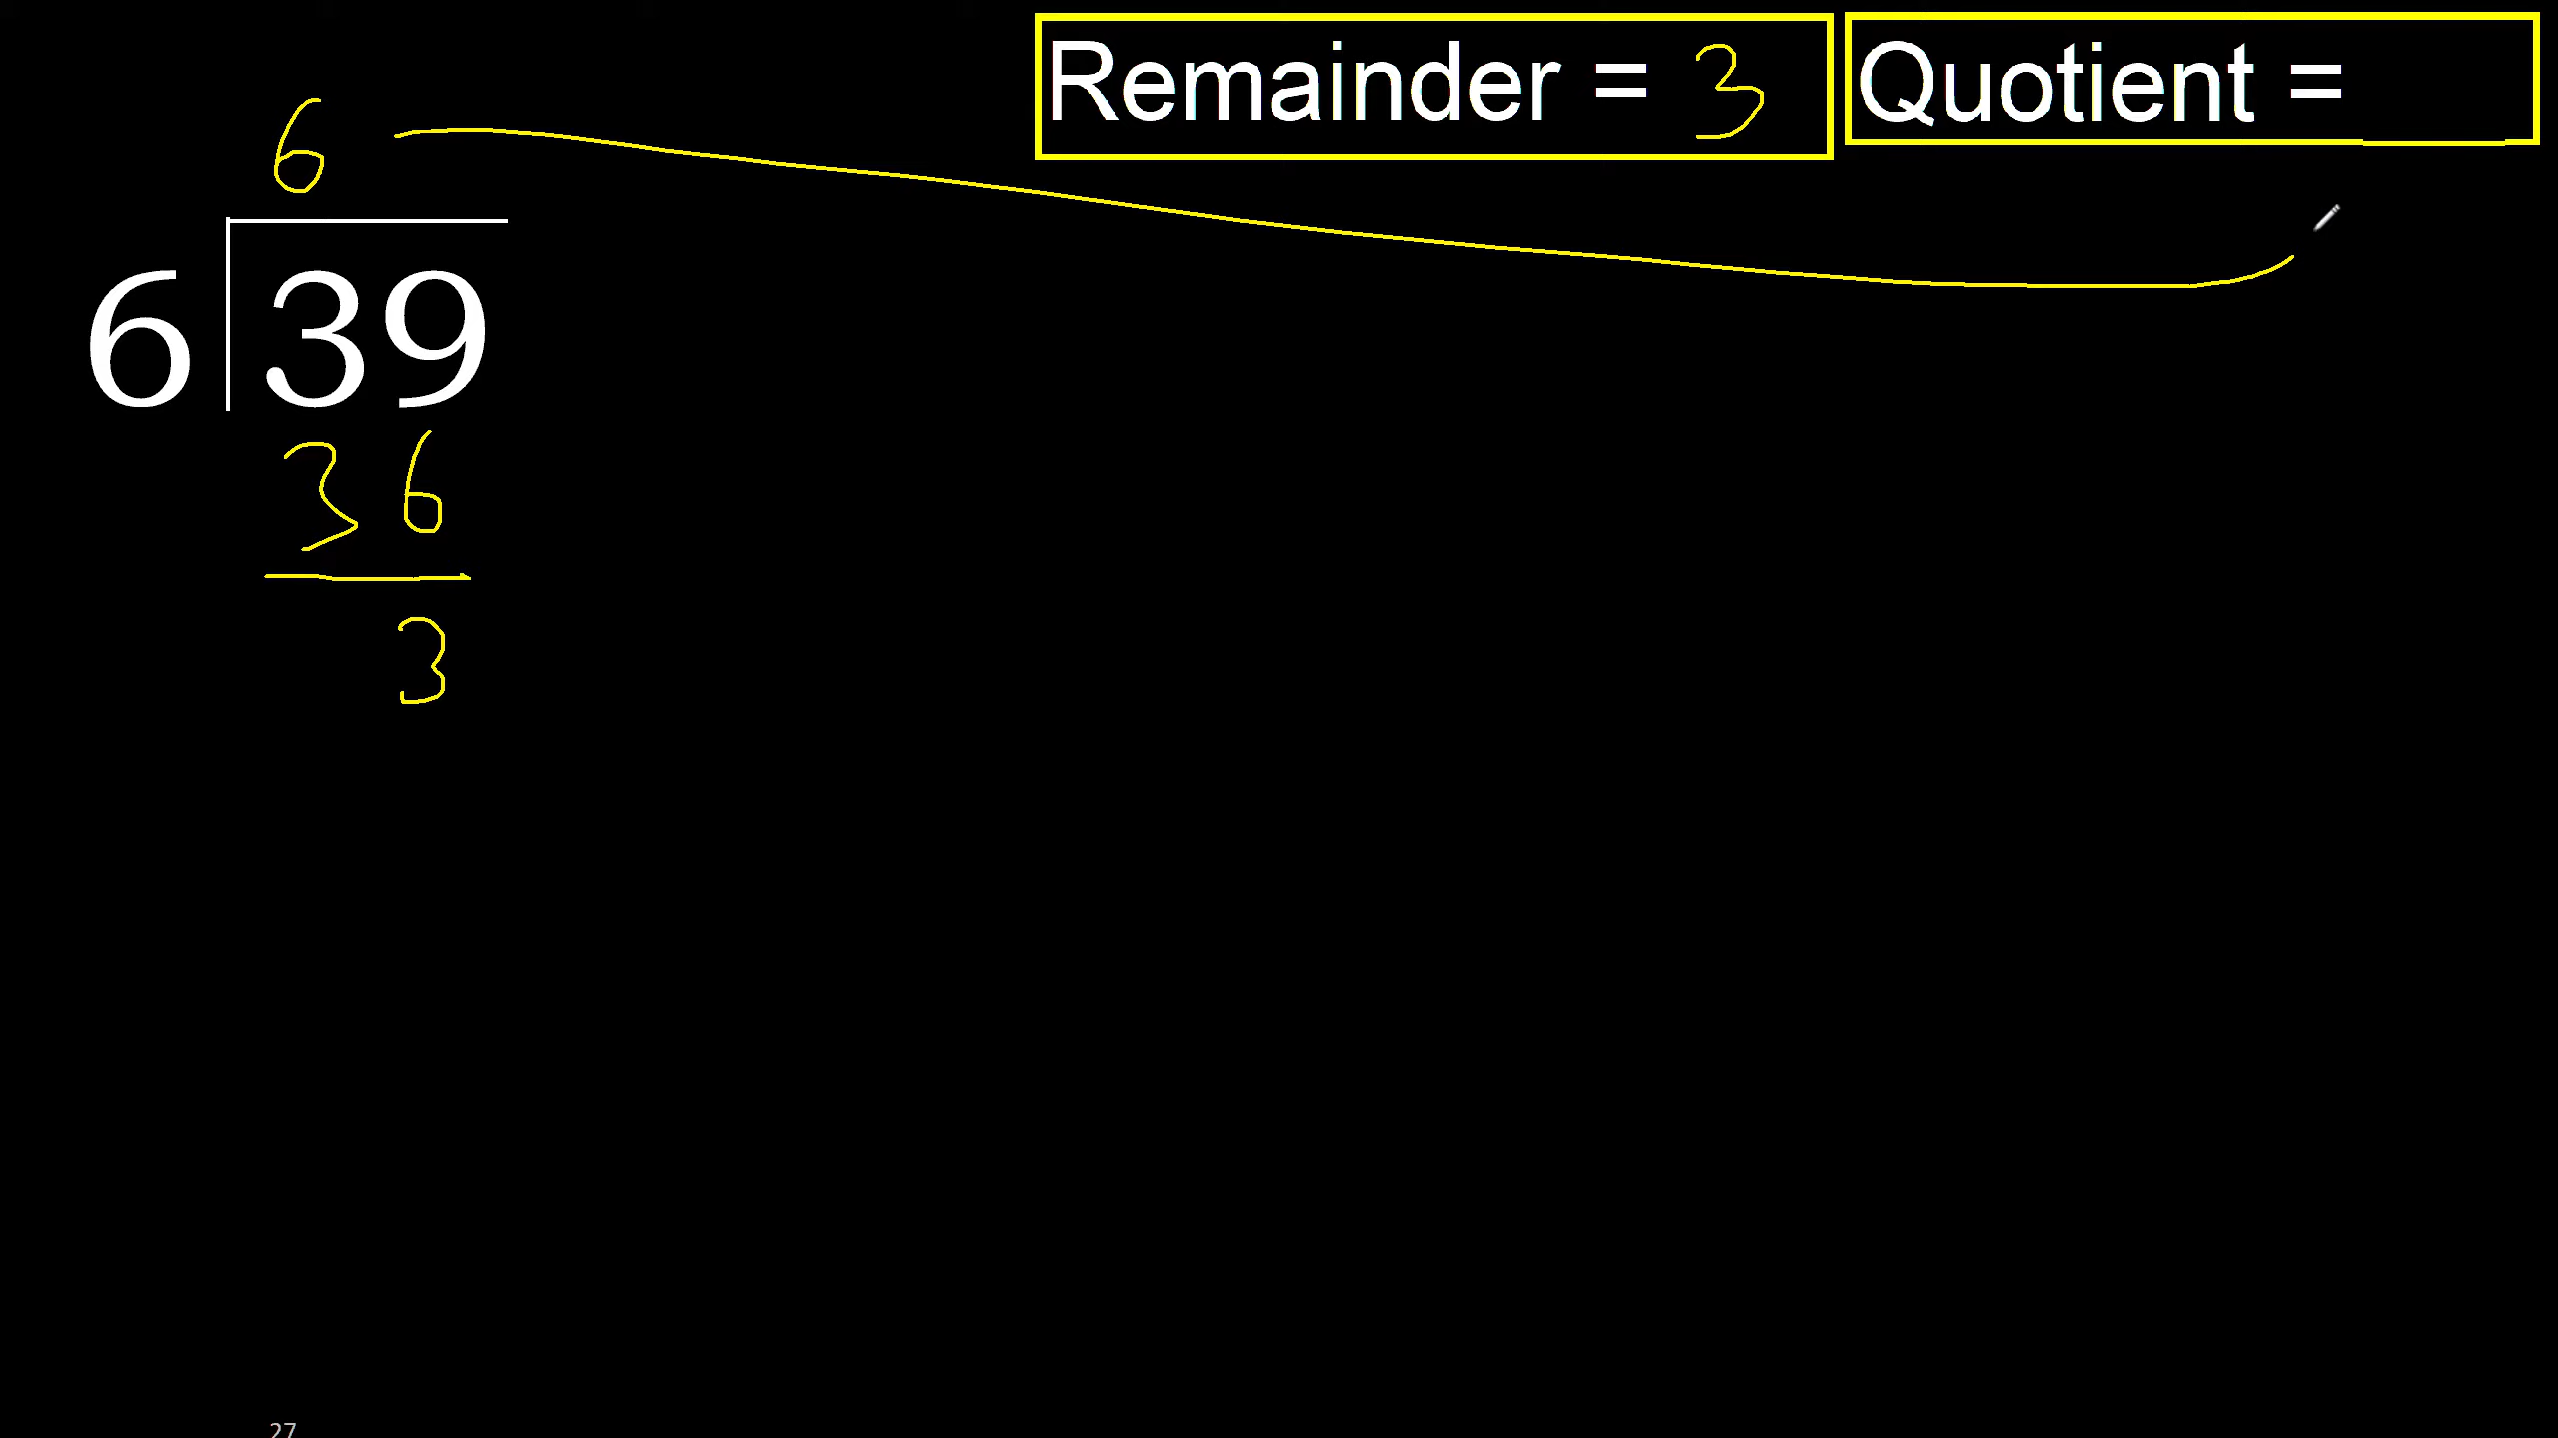 Remainder = 3
Quotient =
6
6 39
36
3
27